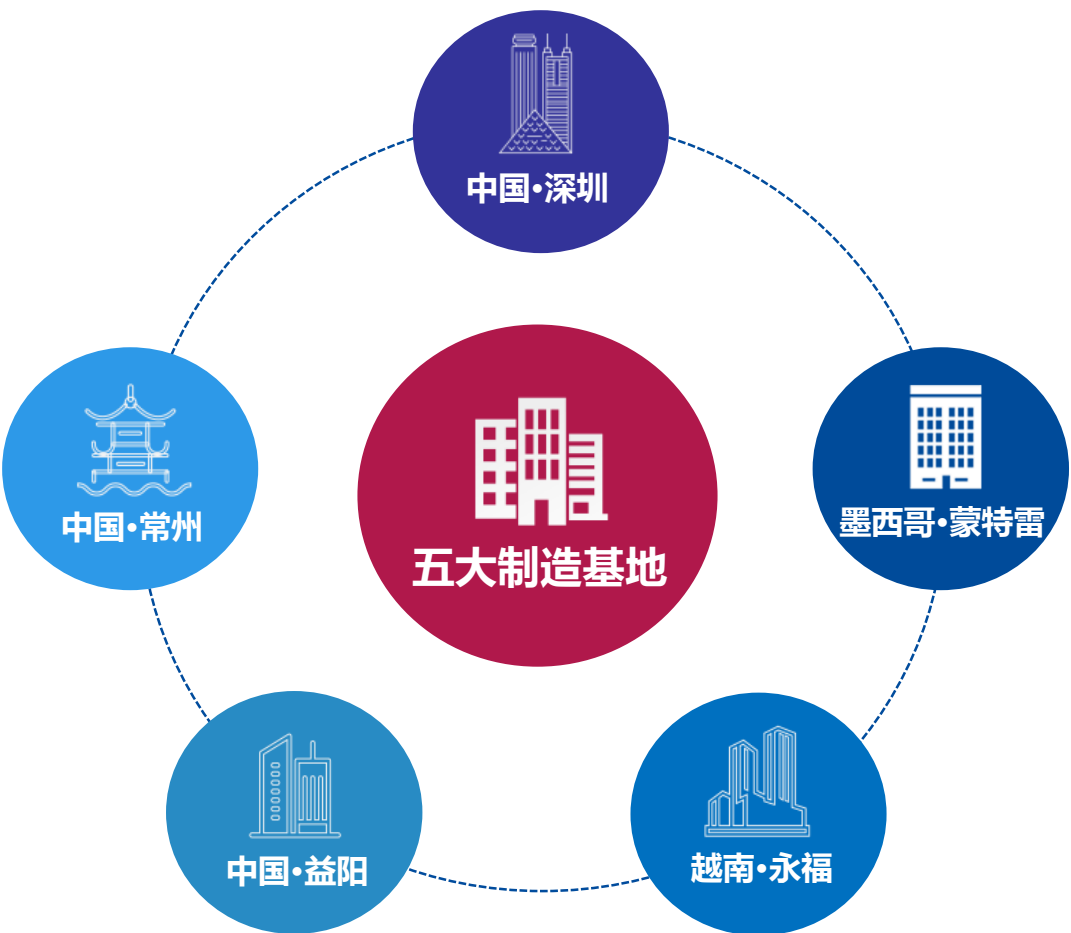 中国·深圳
中国·常州
墨西哥·蒙特雷
五大制造基地
中国·益阳
越南·永福